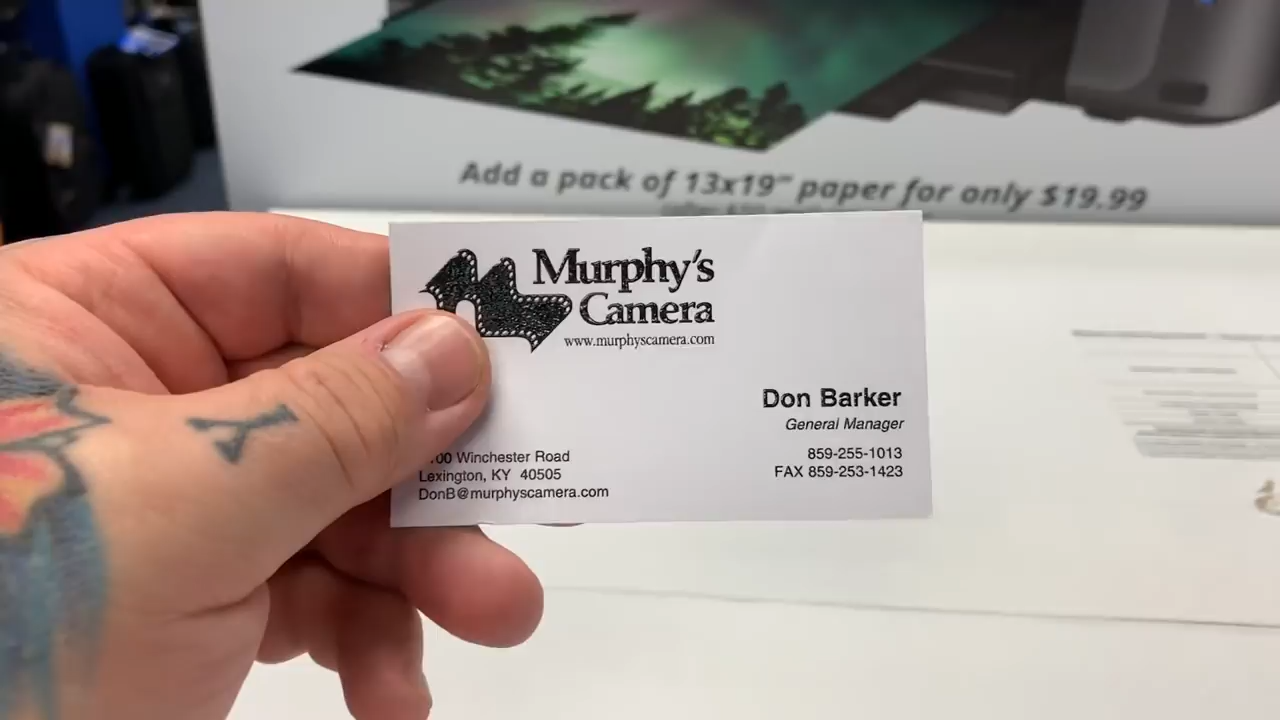 Add a pack of 13x19" paper for only $19.99
Murphy's
Camera
www.murphyscamera.com
Don Barker
General Manager
859-255-1013
FAX 859-253-1423
00 Winchester Road
Lexington, KY 40505
DonB@murphyscamera.com